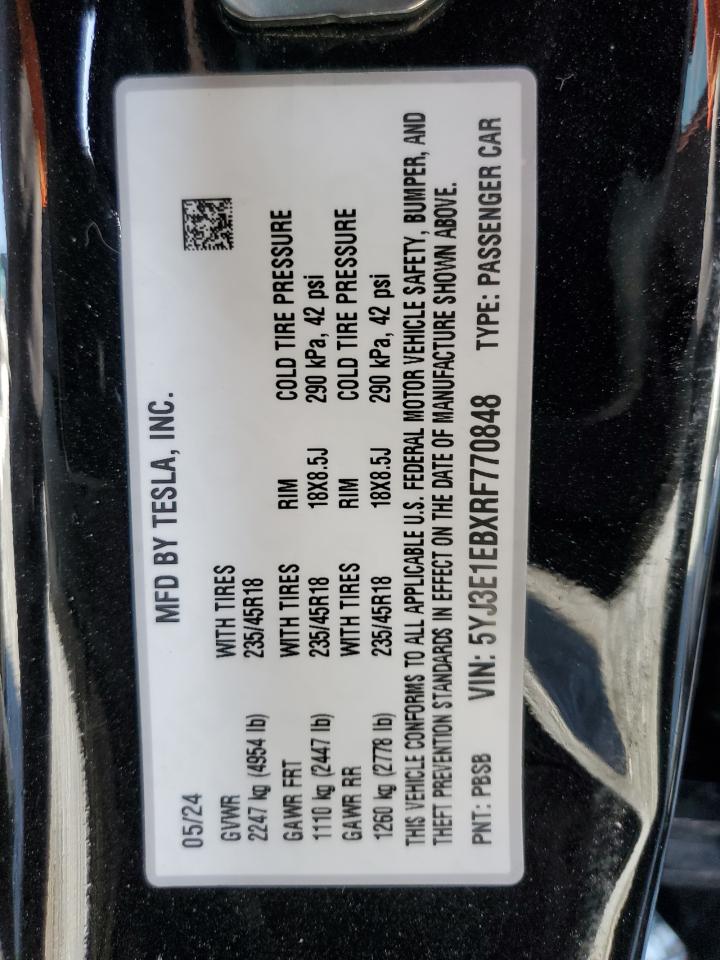 MFD BY TESLA, INC.
05/24
GVWR WITH TIRES
2247 kg (4954 lb) 235/45R18
GAWR FRT WITH TIRES RIM COLD TIRE PRESSURE
1110 kg (2447 lb) 235/45R18 18X8.5J 290 kPa, 42 psi
GAWR RR WITH TIRES RIM COLD TIRE PRESSURE
1260 kg (2778 lb) 235/45R18 18X8.5J 290 kPa, 42 psi
THIS VEHICLE CONFORMS TO ALL APPLICABLE U.S. FEDERAL MOTOR VEHICLE SAFETY, BUMPER, AND
THEFT PREVENTION STANDARDS IN EFFECT ON THE DATE OF MANUFACTURE SHOWN ABOVE.
PNT: PBSB VIN: 5YJ3E1EBXRF770848 TYPE: PASSENGER CAR